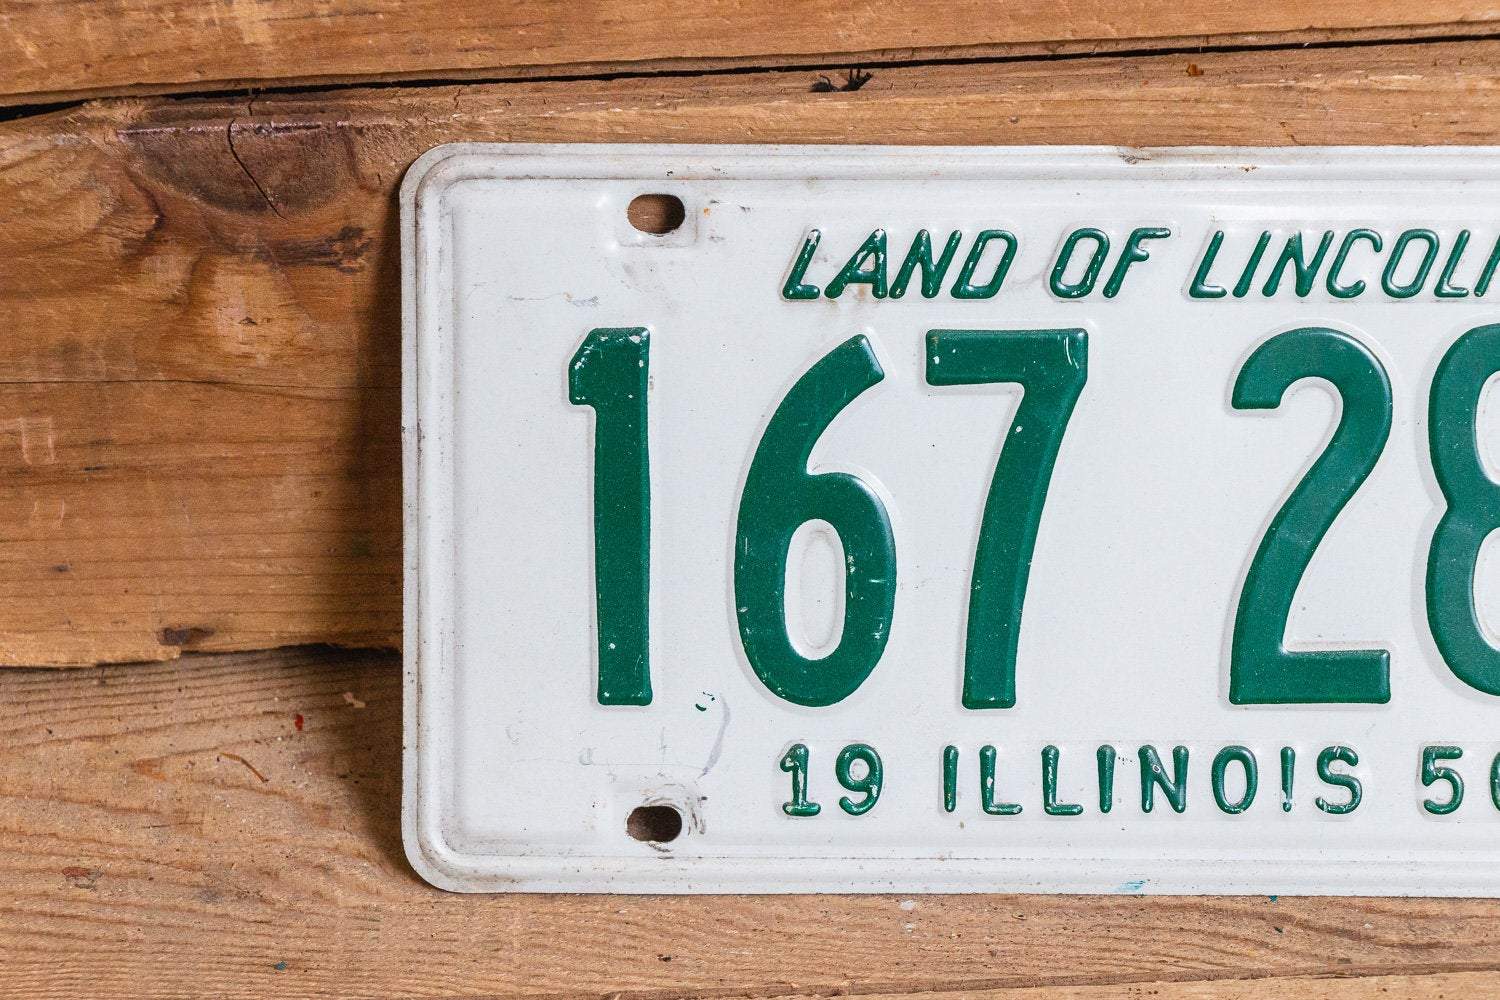 LAND OF LINCOL
167 28
19 ILLINOIS 5